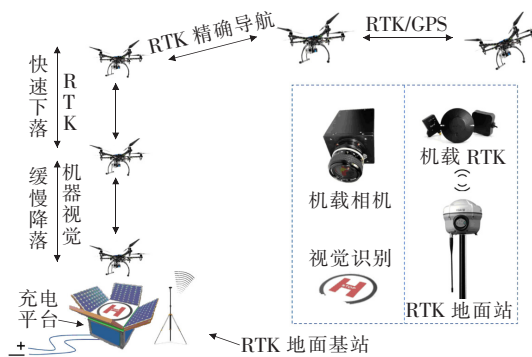 RTK 精确导航
RTK/GPS
快速下落
RTK
缓慢降落
机器视觉
机载相机
机载 RTK
视觉识别
H
RTK 地面站
充电
平台
H
RTK 地面基站
+
—